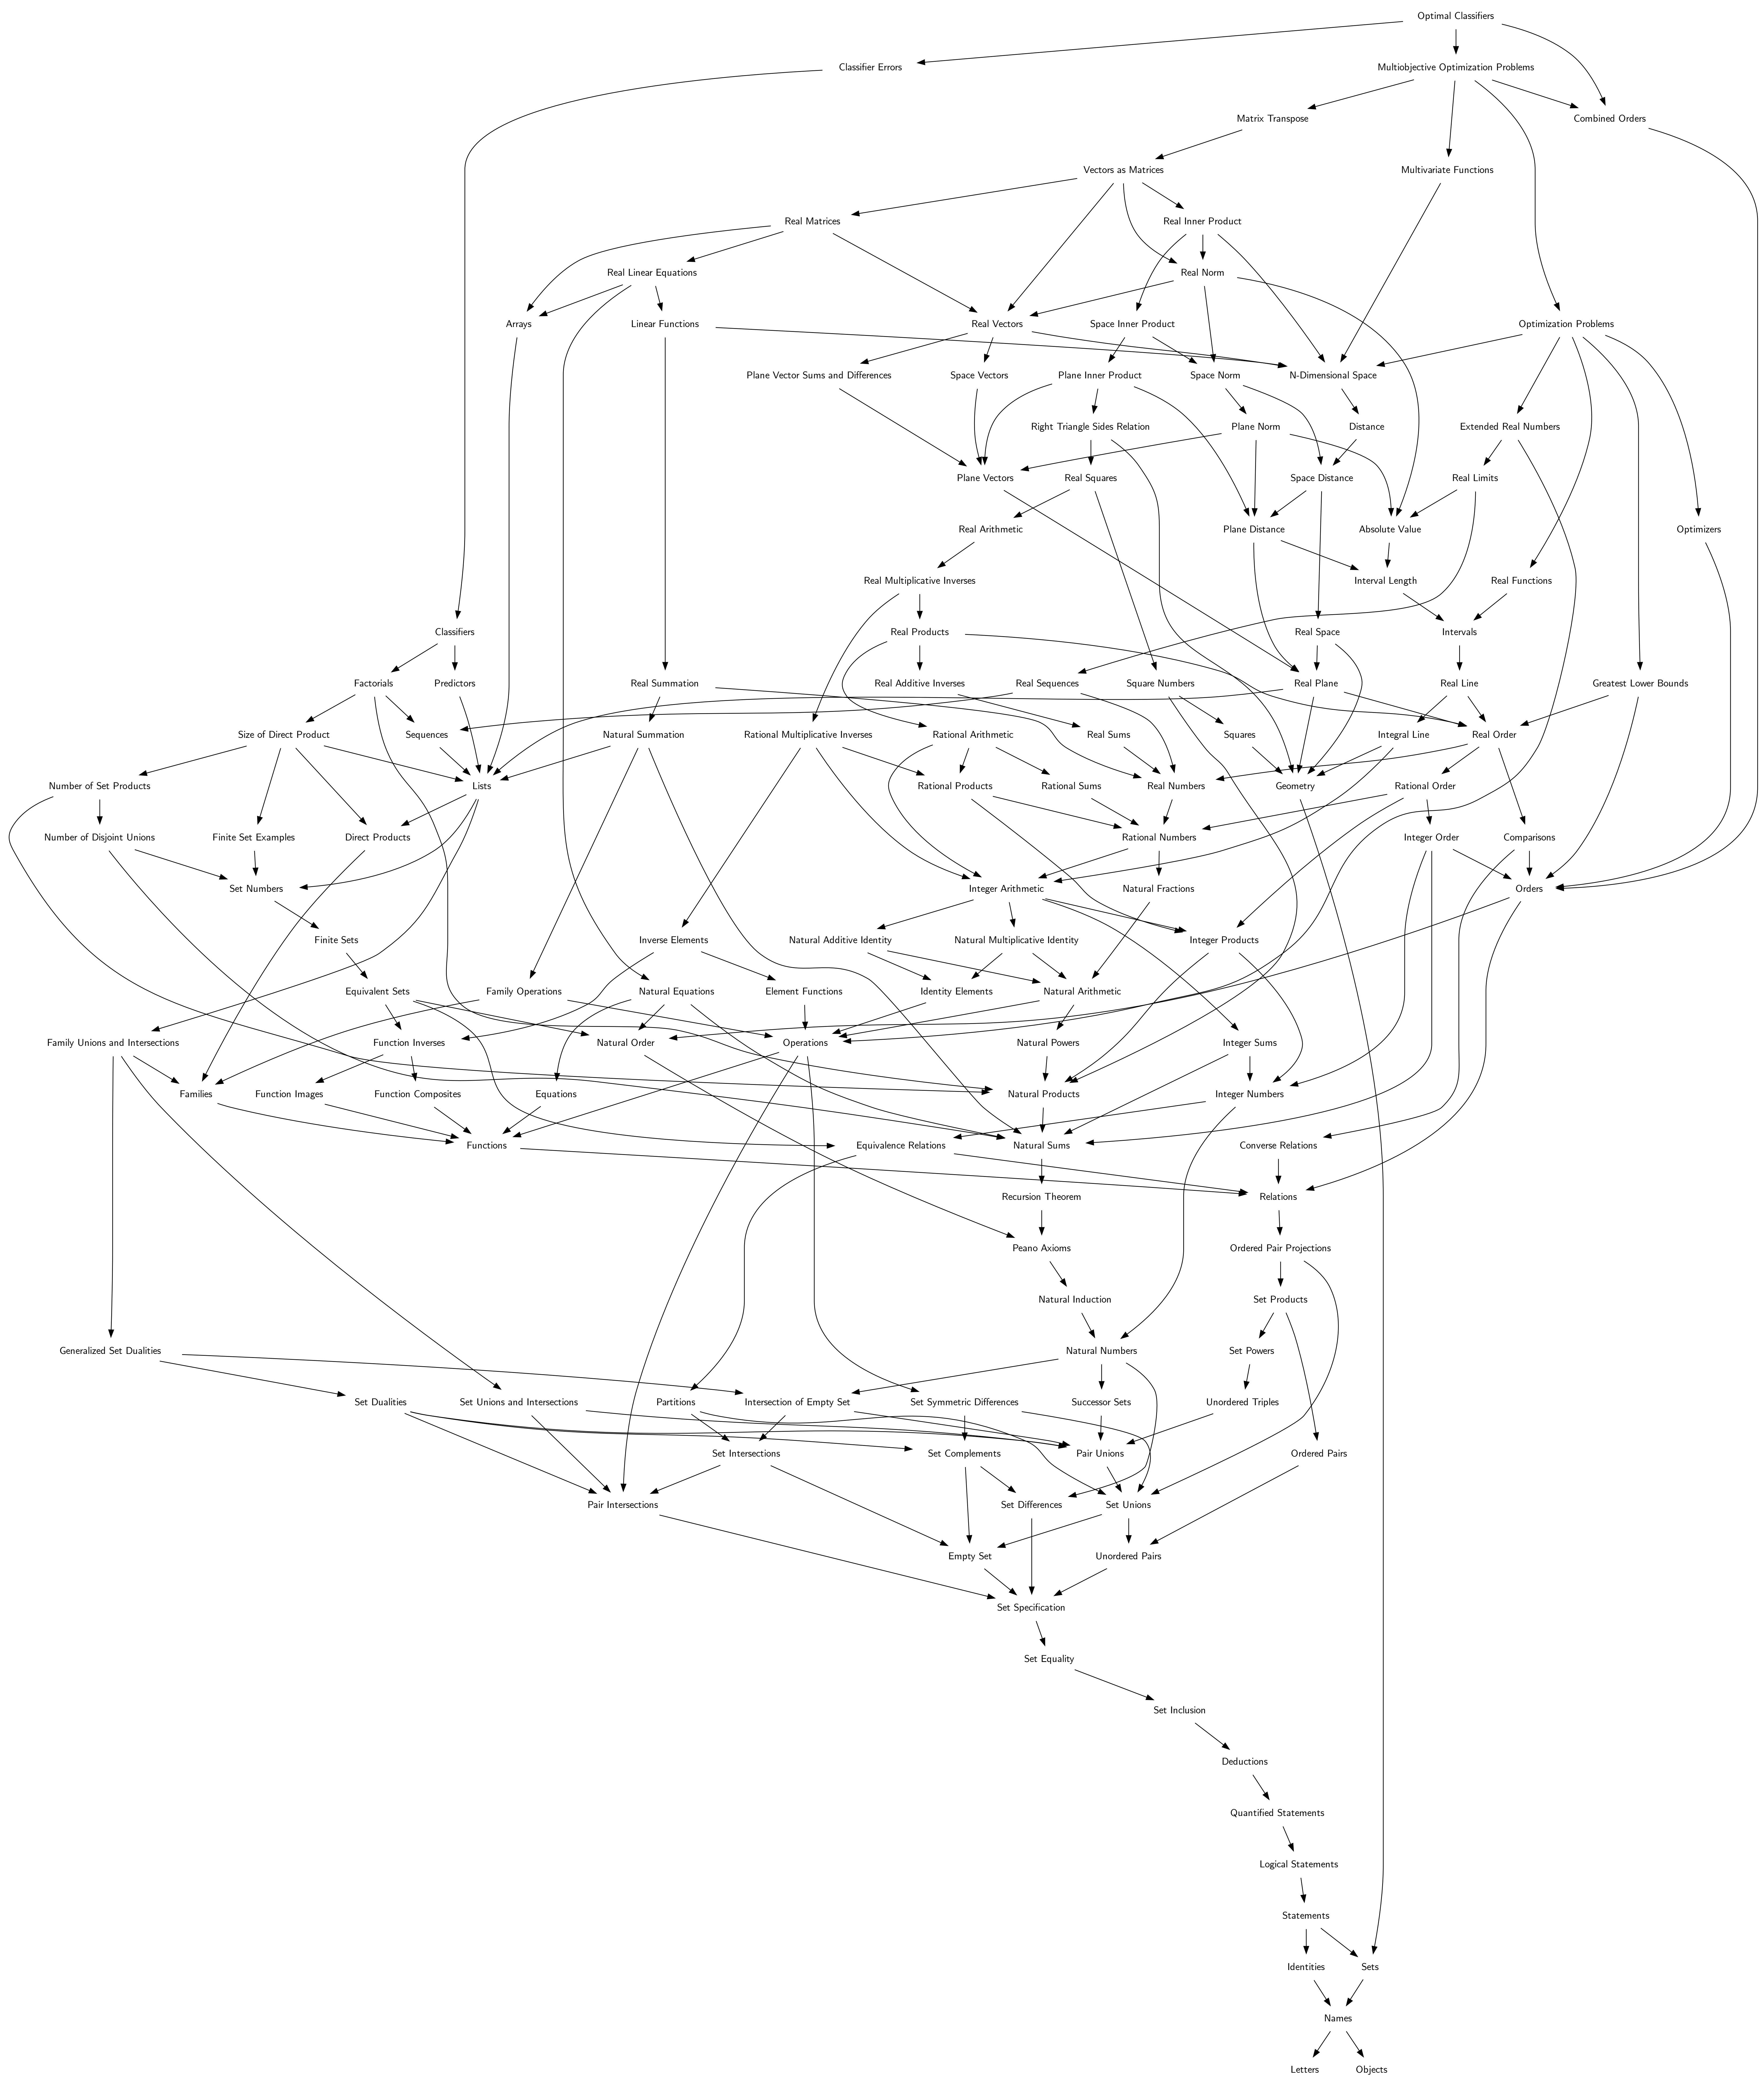 Optimal Classifiers
Classifier Errors
Multiobjective Optimization Problems
Matrix Transpose
Combined Orders
Vectors as Matrices
Multivariate Functions
Real Matrices
Real Inner Product
Real Linear Equations
Real Norm
Arrays
Linear Functions
Real Vectors
Space Inner Product
Optimization Problems
Plane Vector Sums and Differences
Space Vectors
Plane Inner Product
Space Norm
N-Dimensional Space
Right Triangle Sides Relation
Plane Norm
Distance
Extended Real Numbers
Plane Vectors
Real Squares
Space Distance
Real Limits
Real Arithmetic
Plane Distance
Absolute Value
Optimizers
Real Multiplicative Inverses
Interval Length
Real Functions
Classifiers
Real Products
Real Space
Intervals
Factorials
Predictors
Real Summation
Real Additive Inverses
Real Sequences
Square Numbers
Real Plane
Real Line
Greatest Lower Bounds
Size of Direct Product
Sequences
Natural Summation
Rational Multiplicative Inverses
Rational Arithmetic
Real Sums
Squares
Integral Line
Real Order
Number of Set Products
Lists
Rational Products
Rational Sums
Real Numbers
Geometry
Rational Order
Number of Disjoint Unions
Finite Set Examples
Direct Products
Rational Numbers
Integer Order
Comparisons
Set Numbers
Integer Arithmetic
Natural Fractions
Orders
Finite Sets
Inverse Elements
Natural Additive Identity
Natural Multiplicative Identity
Integer Products
Equivalent Sets
Family Operations
Natural Equations
Element Functions
Identity Elements
Natural Arithmetic
Family Unions and Intersections
Function Inverses
Natural Order
Operations
Natural Powers
Integer Sums
Families
Function Images
Function Composites
Equations
Natural Products
Integer Numbers
Functions
Equivalence Relations
Natural Sums
Converse Relations
Recursion Theorem
Relations
Peano Axioms
Ordered Pair Projections
Natural Induction
Set Products
Generalized Set Dualities
Natural Numbers
Set Powers
Set Dualities
Set Unions and Intersections
Partitions
Intersection of Empty Set
Set Symmetric Differences
Successor Sets
Unordered Triples
Set Intersections
Set Complements
Pair Unions
Ordered Pairs
Pair Intersections
Set Differences
Set Unions
Empty Set
Unordered Pairs
Set Specification
Set Equality
Set Inclusion
Deductions
Quantified Statements
Logical Statements
Statements
Identities
Sets
Names
Letters
Objects